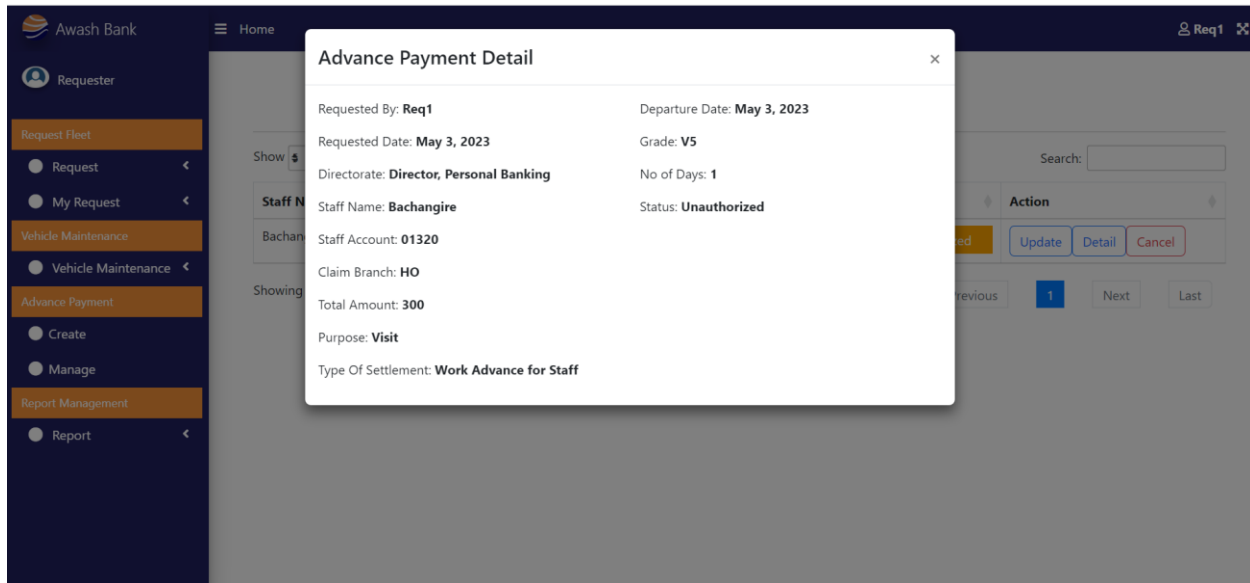 Awash Bank
Home
Req1
Requester
Request Fleet
Request
My Request
Vehicle Maintenance
Vehicle Maintenance
Advance Payment
Create
Manage
Report Management
Report
Advance Payment Detail
×
Requested By: Req1
Departure Date: May 3, 2023
Requested Date: May 3, 2023
Grade: V5
Directorate: Director, Personal Banking
No of Days: 1
Staff Name: Bachangire
Status: Unauthorized
Staff Account: 01320
Claim Branch: HO
Total Amount: 300
Purpose: Visit
Type Of Settlement: Work Advance for Staff
Show 5
Search:
Staff N
Action
Bachan
ed
Update Detail Cancel
Showing
revious 1 Next Last